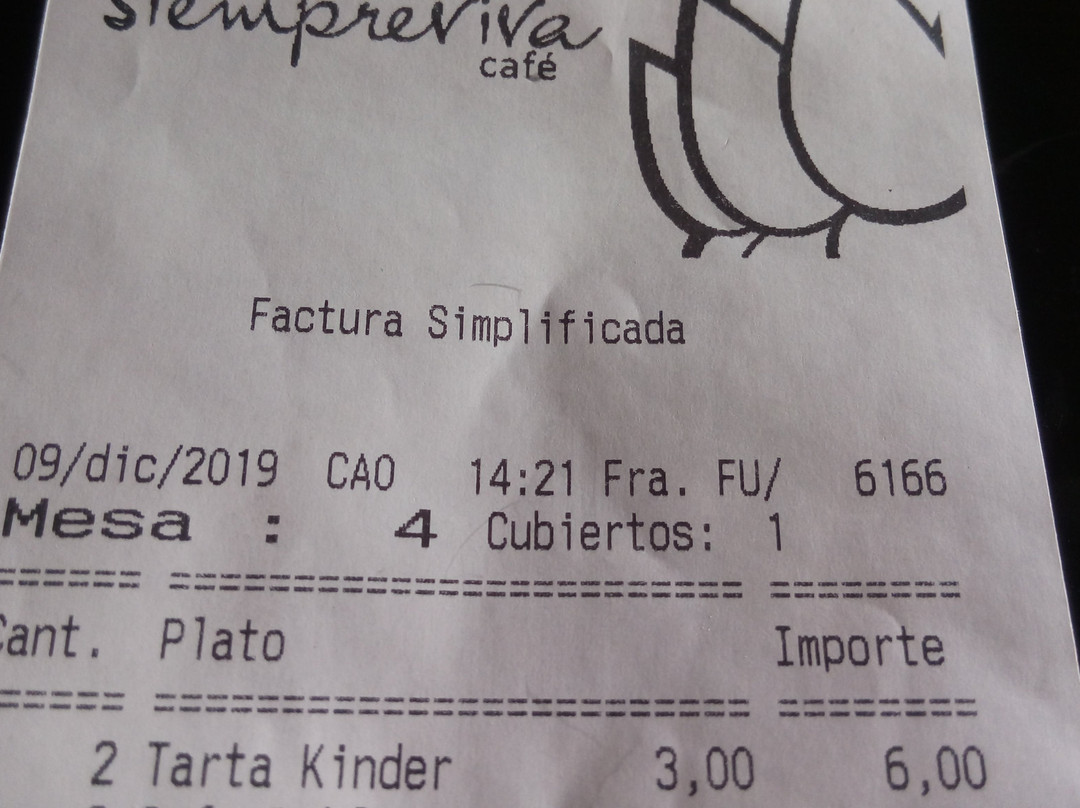 siempreviva
café
Factura Simplificada
09/dic/2019 CAO 14:21 Fra. FU/ 6166
Mesa : 4 Cubiertos: 1
====== ============================ ========
Cant. Plato Importe
====== ============================ ========
2 Tarta Kinder 3,00 6,00